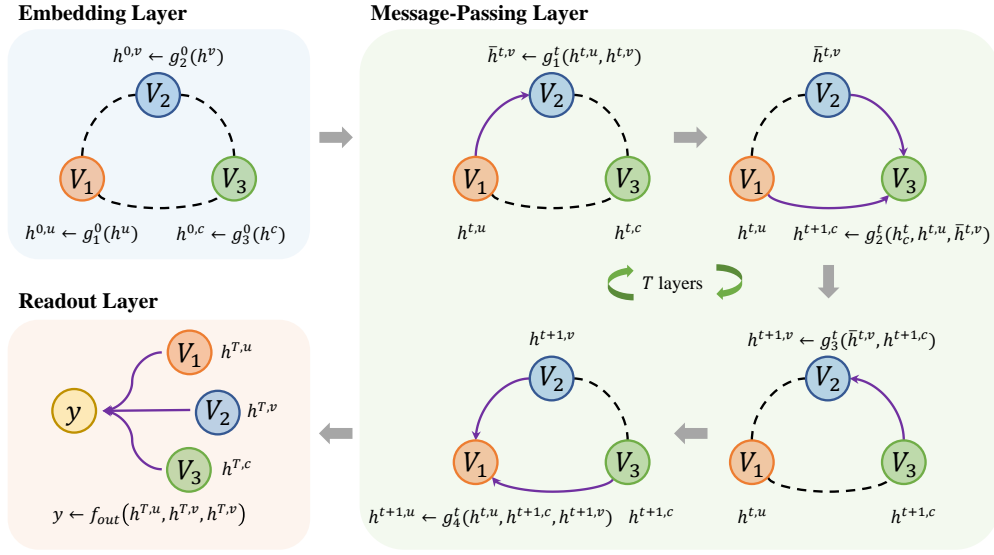 Embedding Layer
h^{0,v} ← g_2^0(h^v)
V_2
V_1
V_3
h^{0,u} ← g_1^0(h^u)
h^{0,c} ← g_3^0(h^c)
Message-Passing Layer
h̄^{t,v} ← g_1^t(h^{t,u}, h^{t,v})
V_2
V_1
V_3
h^{t,u}
h^{t,c}
h̄^{t,v}
V_2
V_1
V_3
h^{t,u}
h^{t+1,c} ← g_2^t(h_c^t, h^{t,u}, h̄^{t,v})
T layers
h^{t+1,v} ← g_3^t(h̄^{t,v}, h^{t+1,c})
V_2
V_1
V_3
h^{t,u}
h^{t+1,c}
h^{t+1,v}
V_2
V_1
V_3
h^{t+1,u} ← g_4^t(h^{t,u}, h^{t+1,c}, h^{t+1,v})
h^{t+1,c}
Readout Layer
V_1 h^{T,u}
y
V_2 h^{T,v}
V_3 h^{T,c}
y ← f_{out}(h^{T,u}, h^{T,v}, h^{T,v})